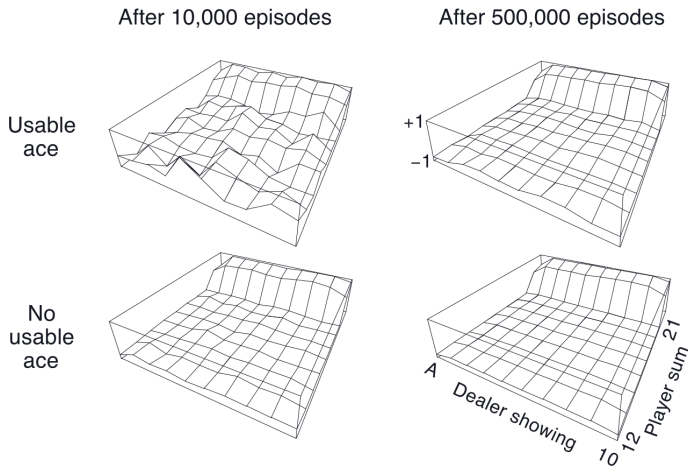 After 10,000 episodes
After 500,000 episodes
Usable
ace
+1
−1
No
usable
ace
A
Dealer showing
10
12
Player sum
21